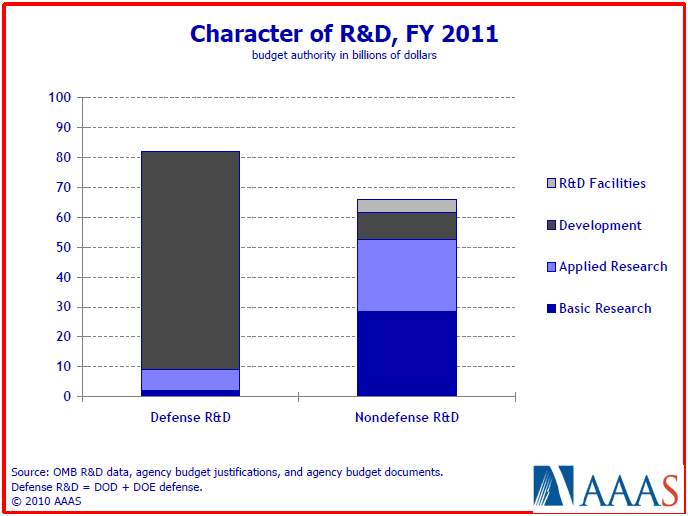 Character of R&D, FY 2011
budget authority in billions of dollars
100
90
80
70
60
50
40
30
20
10
0
Defense R&D
Nondefense R&D
R&D Facilities
Development
Applied Research
Basic Research
Source: OMB R&D data, agency budget justifications, and agency budget documents.
Defense R&D = DOD + DOE defense.
© 2010 AAAS
AAAS